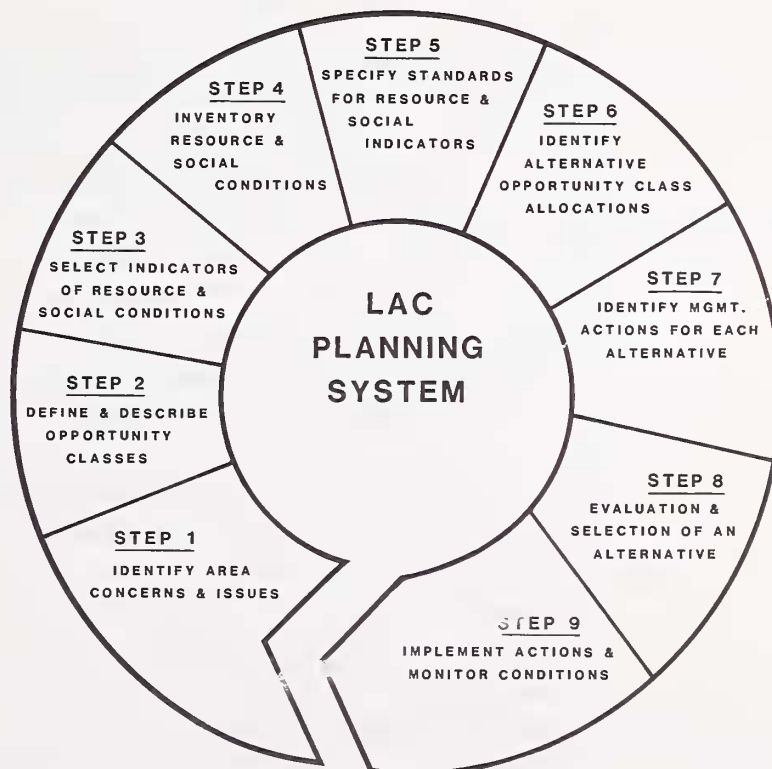 LAC
PLANNING
SYSTEM
STEP 1
IDENTIFY AREA
CONCERNS & ISSUES
STEP 2
DEFINE & DESCRIBE
OPPORTUNITY
CLASSES
STEP 3
SELECT INDICATORS
OF RESOURCE &
SOCIAL CONDITIONS
STEP 4
INVENTORY
RESOURCE &
SOCIAL
CONDITIONS
STEP 5
SPECIFY STANDARDS
FOR RESOURCE &
SOCIAL
INDICATORS
STEP 6
IDENTIFY
ALTERNATIVE
OPPORTUNITY CLASS
ALLOCATIONS
STEP 7
IDENTIFY MGMT.
ACTIONS FOR EACH
ALTERNATIVE
STEP 8
EVALUATION &
SELECTION OF AN
ALTERNATIVE
STEP 9
IMPLEMENT ACTIONS &
MONITOR CONDITIONS